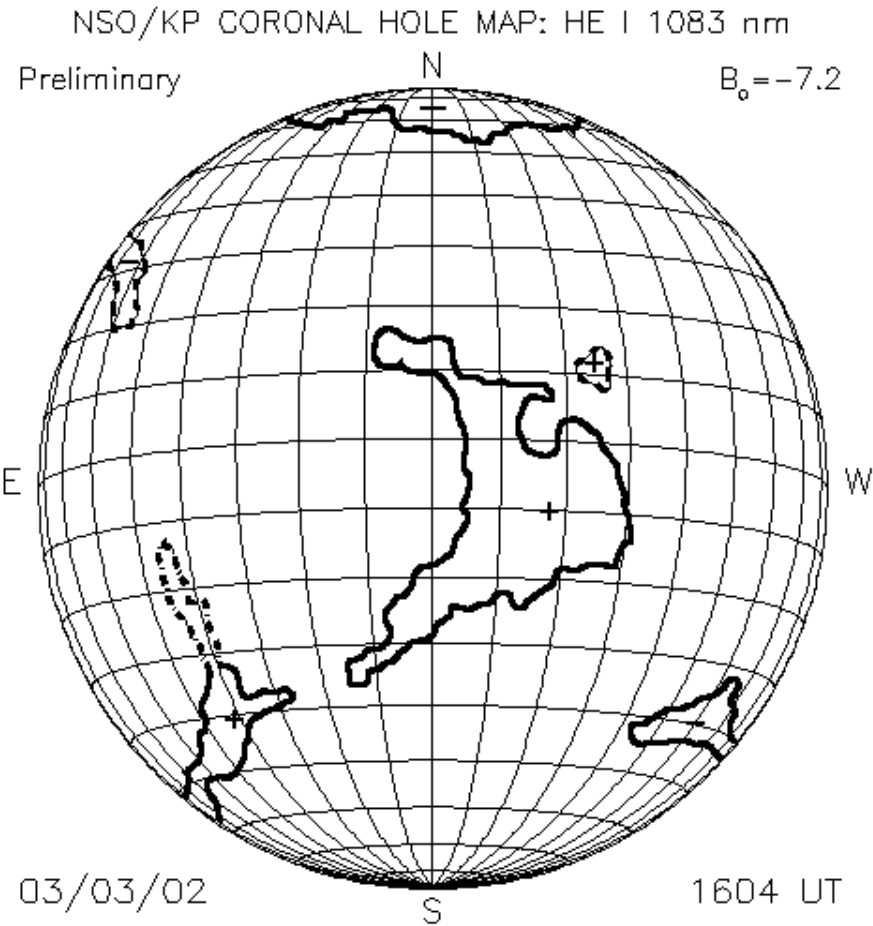 NSO/KP CORONAL HOLE MAP: HE I 1083 nm
Preliminary
N
B₀=-7.2
E
W
03/03/02
S
1604 UT